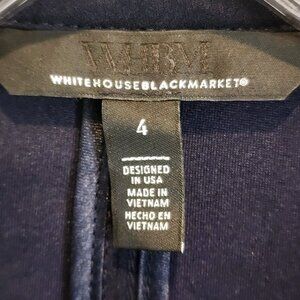 WHBM
WHITEHOUSEBLACKMARKET®
4
DESIGNED
IN USA
MADE IN
VIETNAM
HECHO EN
VIETNAM